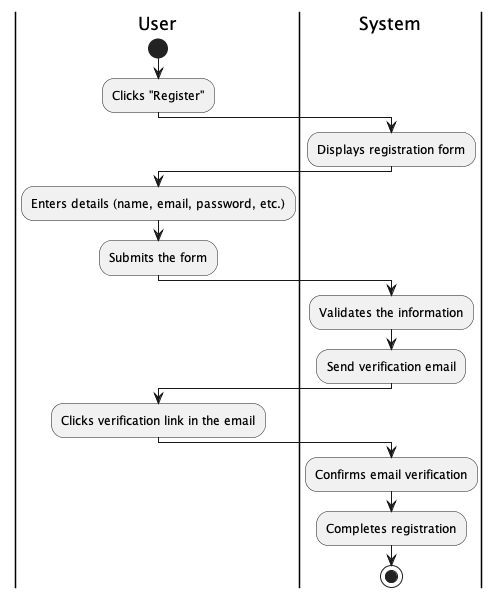 User
System
Clicks "Register"
Displays registration form
Enters details (name, email, password, etc.)
Submits the form
Validates the information
Send verification email
Clicks verification link in the email
Confirms email verification
Completes registration